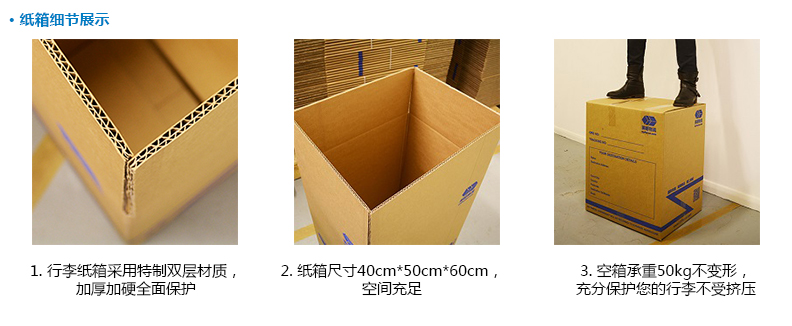 • 纸箱细节展示
1. 行李纸箱采用特制双层材质，
加厚加硬全面保护
2. 纸箱尺寸40cm*50cm*60cm，
空间充足
3. 空箱承重50kg不变形，
充分保护您的行李不受挤压